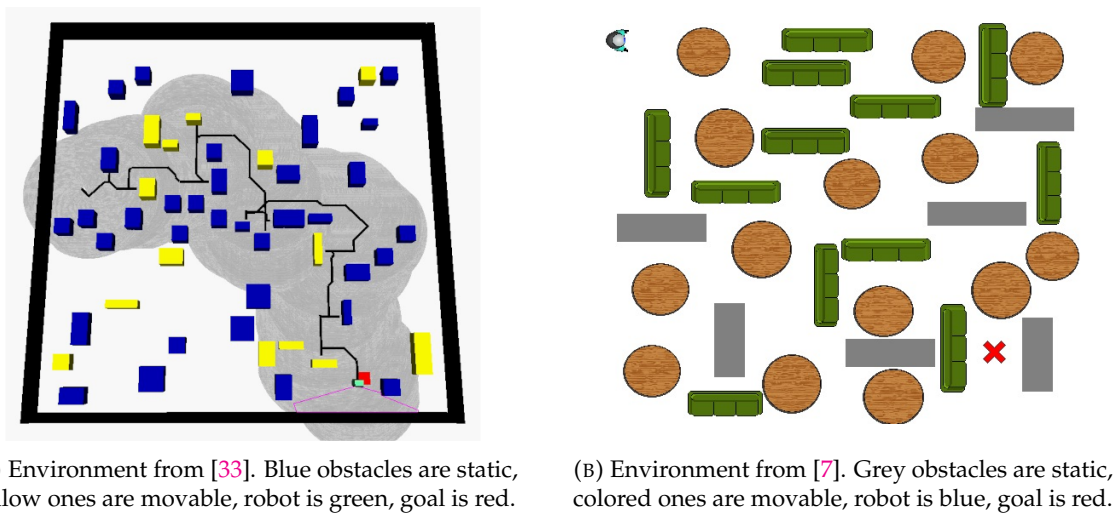 ) Environment from [33]. Blue obstacles are static,
llow ones are movable, robot is green, goal is red.
(B) Environment from [7]. Grey obstacles are static,
colored ones are movable, robot is blue, goal is red.